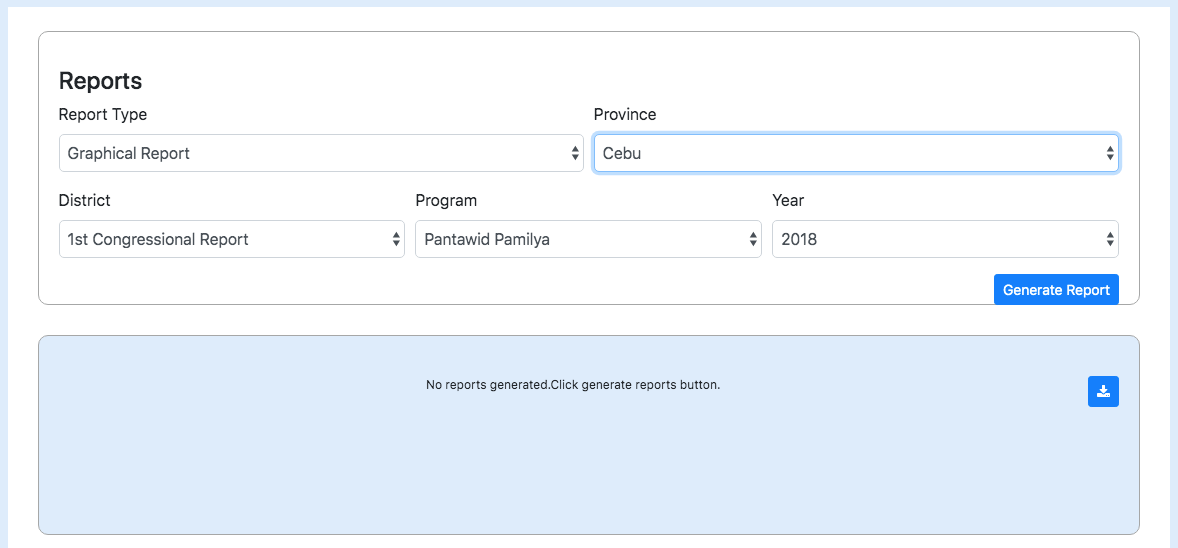 Reports
Report Type
Province
Graphical Report
Cebu
District
Program
Year
1st Congressional Report
Pantawid Pamilya
2018
Generate Report
No reports generated.Click generate reports button.